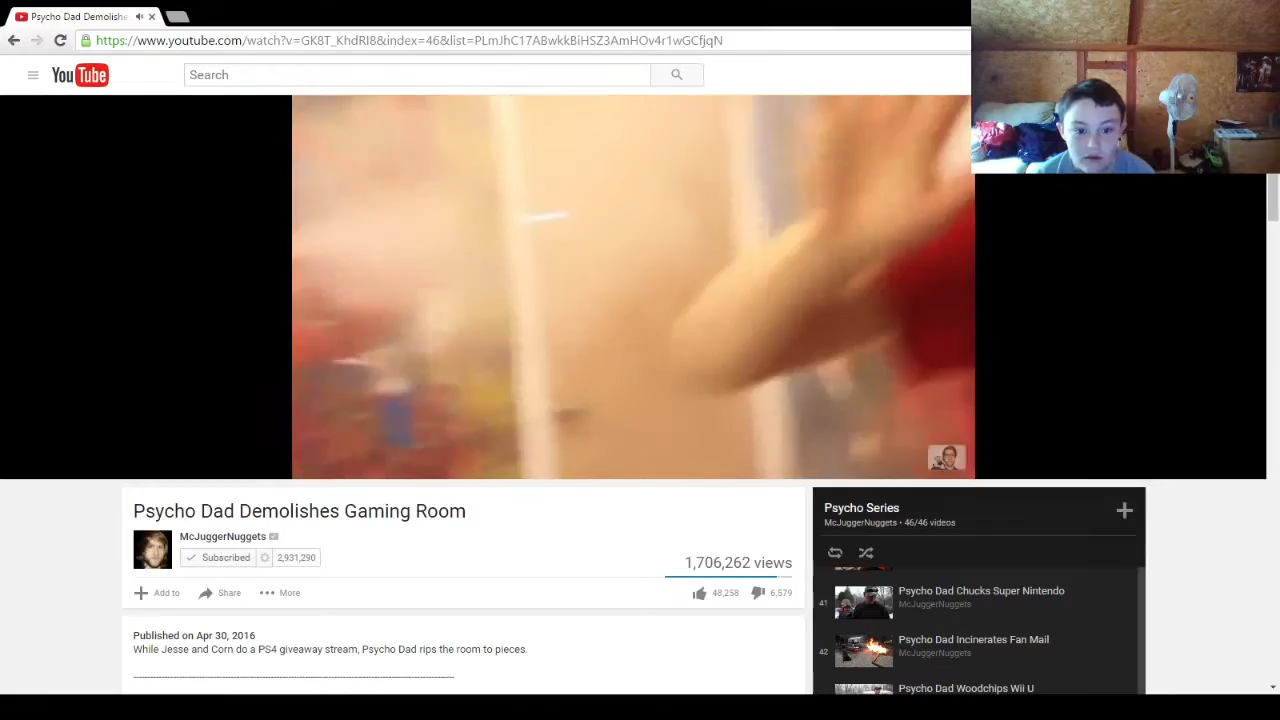 Psycho Dad Demolishe
https://www.youtube.com/watch?v=GK8T_KhdRI8&index=46&list=PLmJhC17ABwkkBiHSZ3AmHOv4r1wGCfjqN
YouTube
Search
Psycho Dad Demolishes Gaming Room
McJuggerNuggets
Subscribed 2,931,290
1,706,262 views
Add to Share More
48,258 6,579
Published on Apr 30, 2016
While Jesse and Corn do a PS4 giveaway stream, Psycho Dad rips the room to pieces.
Psycho Series
McJuggerNuggets • 46/46 videos
41 Psycho Dad Chucks Super Nintendo
McJuggerNuggets
42 Psycho Dad Incinerates Fan Mail
McJuggerNuggets
Psycho Dad Woodchips Wii U